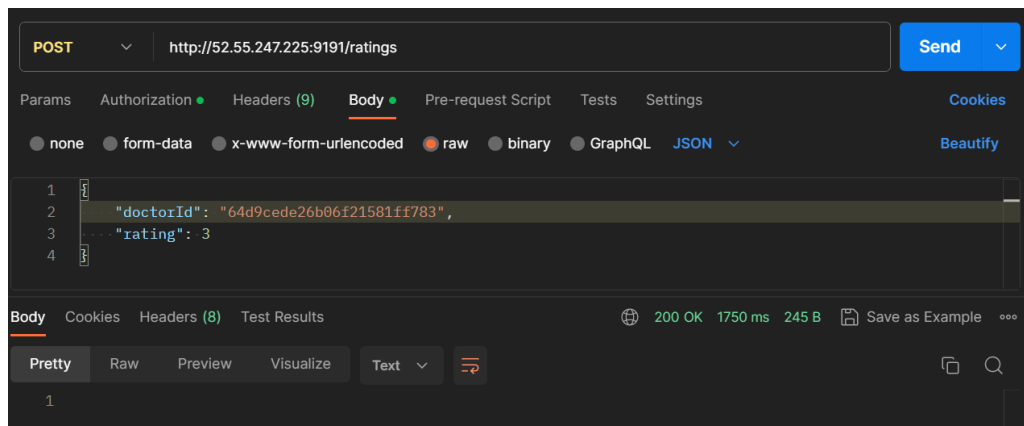 POST http://52.55.247.225:9191/ratings Send
Params Authorization Headers (9) Body Pre-request Script Tests Settings Cookies
none form-data x-www-form-urlencoded raw binary GraphQL JSON Beautify
1 {
2 "doctorId": "64d9cede26b06f21581ff783",
3 "rating": 3
4 }
Body Cookies Headers (8) Test Results 200 OK 1750 ms 245 B Save as Example
Pretty Raw Preview Visualize Text
1